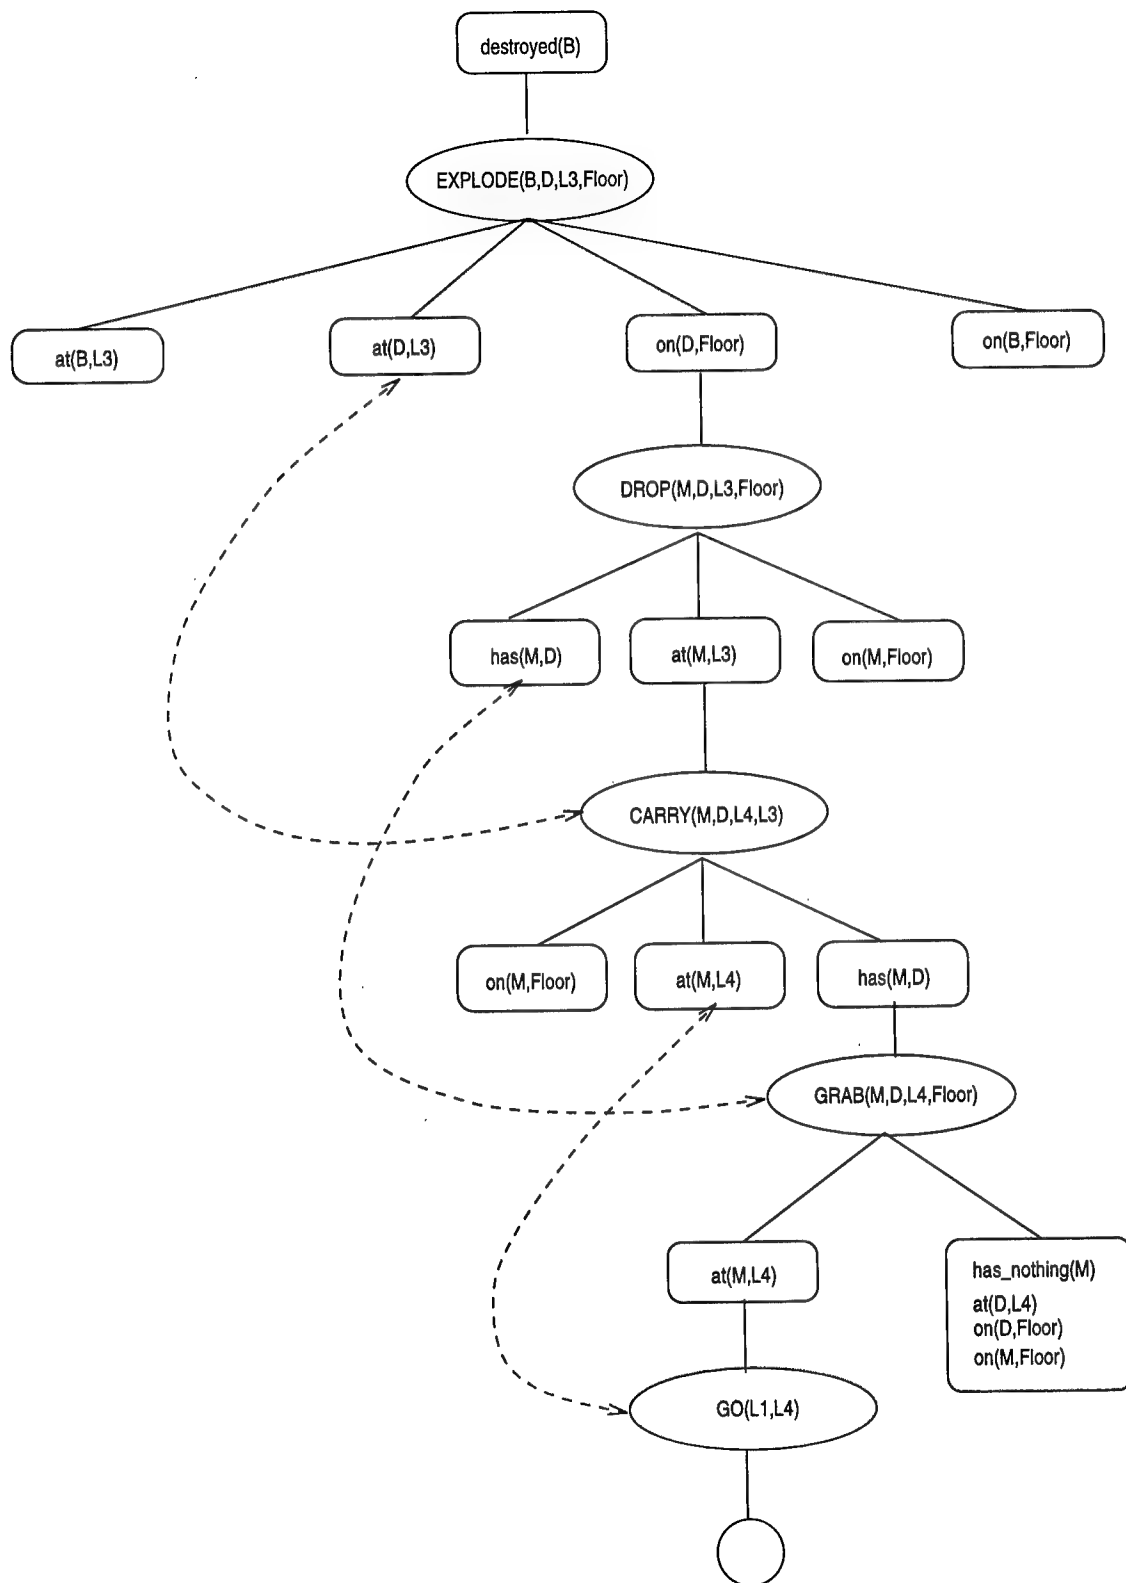 destroyed(B)
EXPLODE(B,D,L3,Floor)
at(B,L3)
at(D,L3)
on(D,Floor)
on(B,Floor)
DROP(M,D,L3,Floor)
has(M,D)
at(M,L3)
on(M,Floor)
CARRY(M,D,L4,L3)
on(M,Floor)
at(M,L4)
has(M,D)
GRAB(M,D,L4,Floor)
at(M,L4)
has_nothing(M)
at(D,L4)
on(D,Floor)
on(M,Floor)
GO(L1,L4)